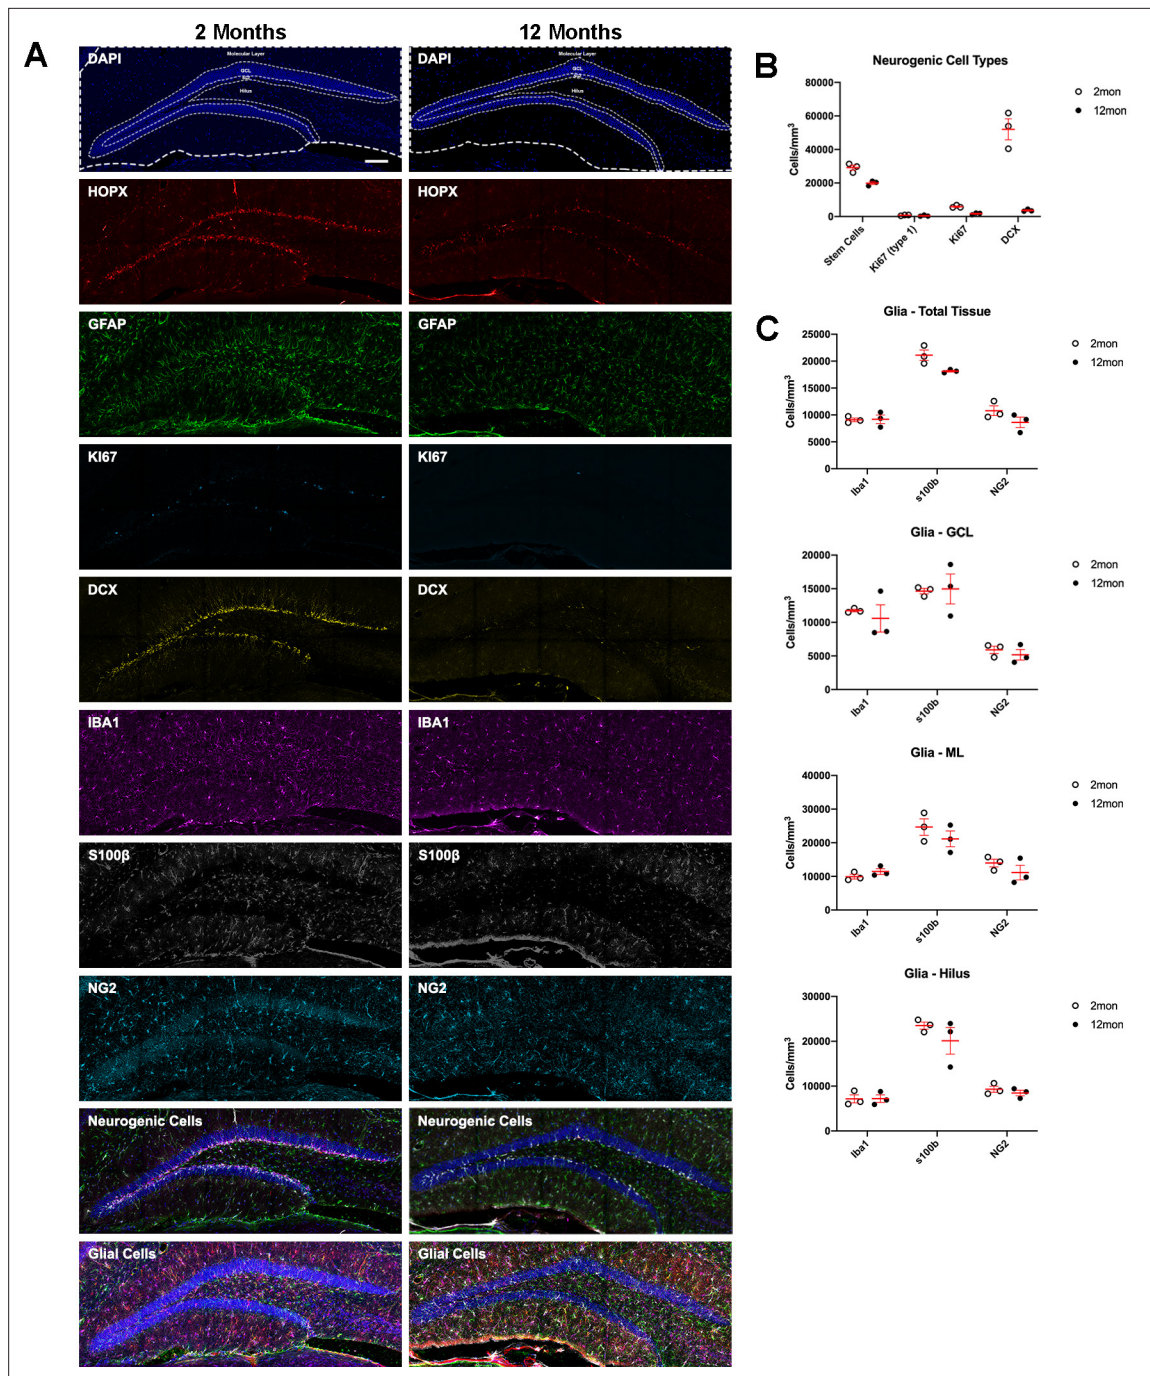 A
2 Months
12 Months
DAPI
Molecular Layer
GCL
Hilus
DAPI
Molecular Layer
GCL
Hilus
HOPX
HOPX
GFAP
GFAP
KI67
KI67
DCX
DCX
IBA1
IBA1
S100β
S100β
NG2
NG2
Neurogenic Cells
Neurogenic Cells
Glial Cells
Glial Cells
B
Neurogenic Cell Types
2mon
12mon
Cells/mm³
80000
60000
40000
20000
0
Stem Cells
Ki67 (type 1)
Ki67
DCX
C
Glia - Total Tissue
2mon
12mon
Cells/mm³
25000
20000
15000
10000
5000
0
Iba1
s100b
NG2
Glia - GCL
2mon
12mon
Cells/mm³
20000
15000
10000
5000
0
Iba1
s100b
NG2
Glia - ML
2mon
12mon
Cells/mm³
40000
30000
20000
10000
0
Iba1
s100b
NG2
Glia - Hilus
2mon
12mon
Cells/mm³
30000
20000
10000
0
Iba1
s100b
NG2